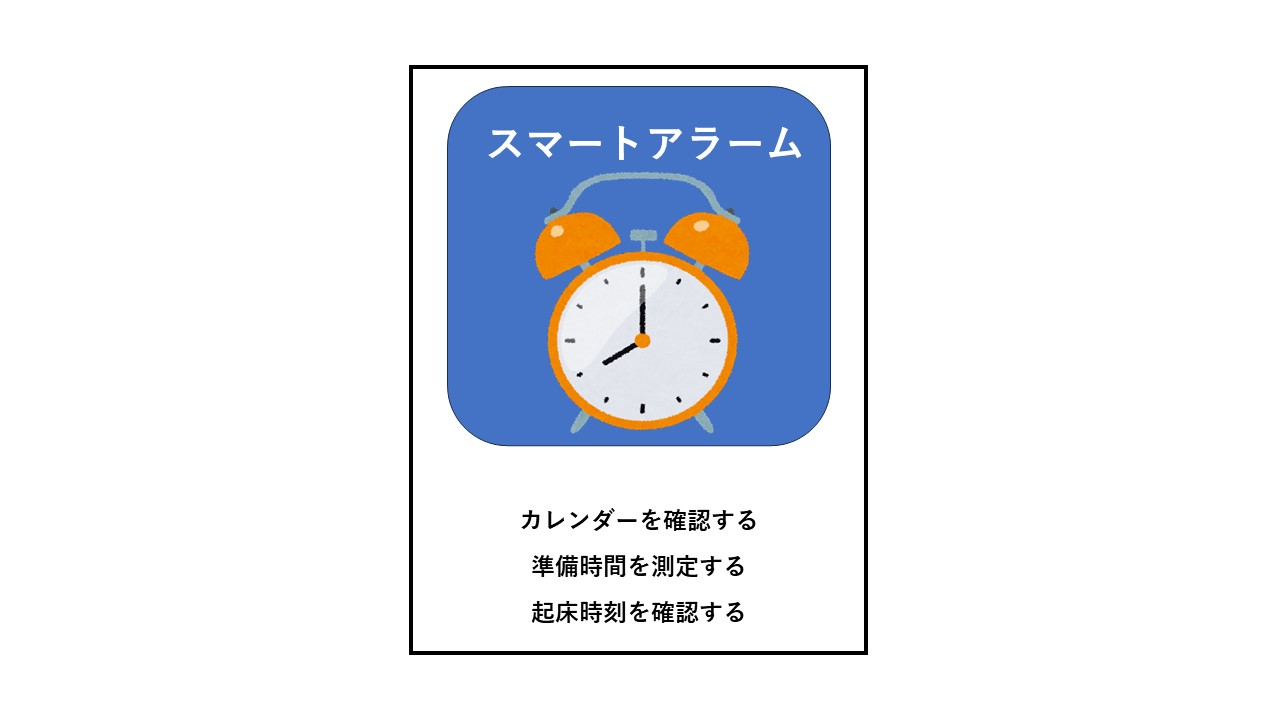 スマートアラーム
カレンダーを確認する
準備時間を測定する
起床時刻を確認する